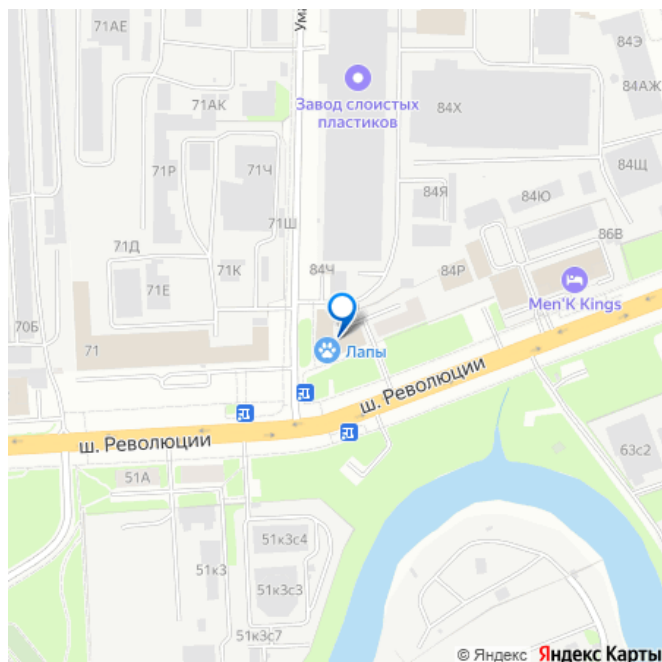 71АЕ
Ума
84Э
84АЖ
Завод слоистых
пластиков
71АК
84Х
71Р
71Ч
84Щ
84Я
84Ю
71Ш
86В
71Д
84Ч
71К
84Р
71Е
Men'K Kings
70Б
71
Лапы
ш. Революции
ш. Революции
63с2
51А
51к3с4
51к3
51к3с3
51к3с7
© Яндекс Яндекс Карты